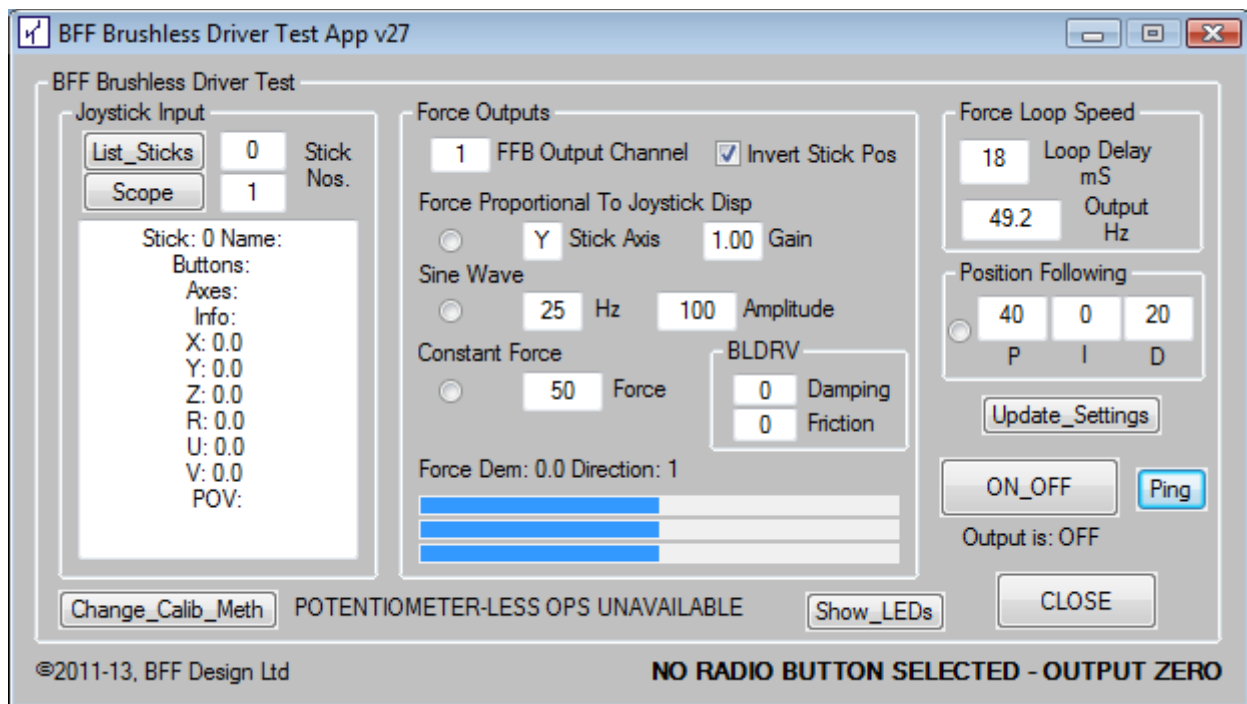 BFF Brushless Driver Test App v27
BFF Brushless Driver Test
Joystick Input
List_Sticks 0 Stick Nos.
Scope 1
Stick: 0 Name:
Buttons:
Axes:
Info:
X: 0.0
Y: 0.0
Z: 0.0
R: 0.0
U: 0.0
V: 0.0
POV:
Force Outputs
1 FFB Output Channel Invert Stick Pos
Force Proportional To Joystick Disp
Y Stick Axis 1.00 Gain
Sine Wave
25 Hz 100 Amplitude
Constant Force
50 Force
BLDRV
0 Damping
0 Friction
Force Dem: 0.0 Direction: 1
Force Loop Speed
18 Loop Delay mS
49.2 Output Hz
Position Following
40 0 20
P I D
Update_Settings
ON_OFF Ping
Output is: OFF
Change_Calib_Meth POTENTIOMETER-LESS OPS UNAVAILABLE Show_LEDs CLOSE
©2011-13, BFF Design Ltd NO RADIO BUTTON SELECTED - OUTPUT ZERO